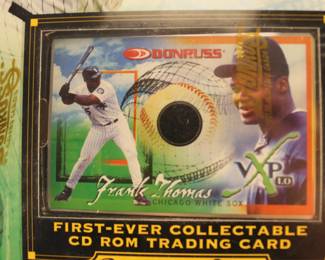 DONRUSS
VXP
1.0
Frank Thomas
CHICAGO WHITE SOX
FIRST-EVER COLLECTABLE
CD ROM TRADING CARD